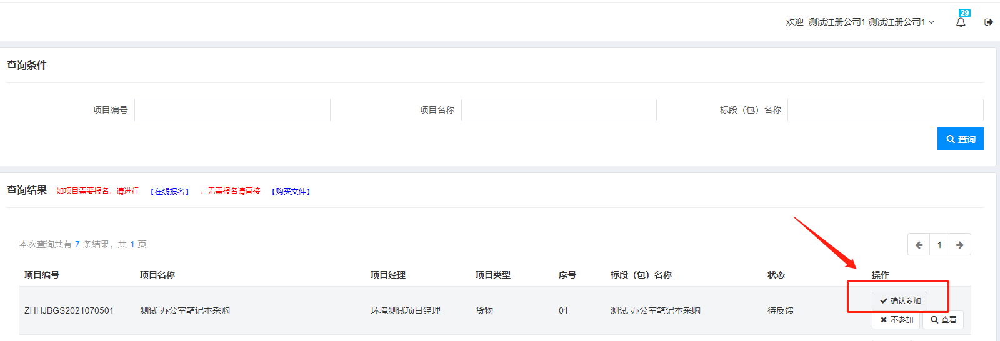 29
欢迎 测试注册公司1 测试注册公司1
查询条件
项目编号
项目名称
标段（包）名称
查询
查询结果 如项目需要报名，请进行 【在线报名】 ，无需报名请直接 【购买文件】
本次查询共有 7 条结果，共 1 页
1
项目编号 项目名称 项目经理 项目类型 序号 标段（包）名称 状态 操作
ZHHJBGS2021070501 测试 办公室笔记本采购 环境测试项目经理 货物 01 测试 办公室笔记本采购 待反馈
确认参加
不参加 查看